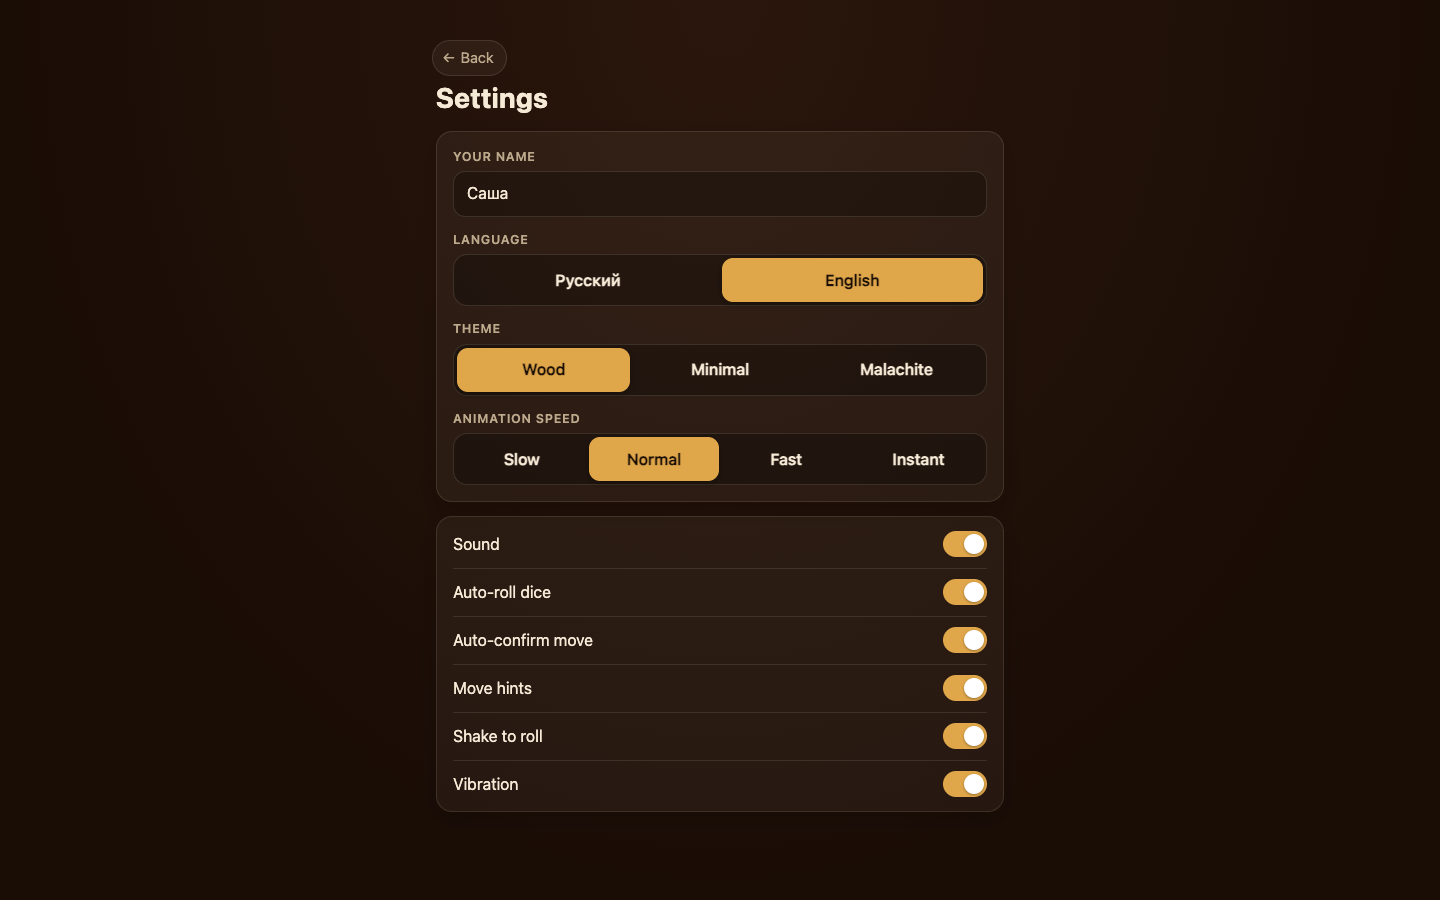 ← Back
Settings
YOUR NAME
Саша
LANGUAGE
Русский English
THEME
Wood Minimal Malachite
ANIMATION SPEED
Slow Normal Fast Instant
Sound
Auto-roll dice
Auto-confirm move
Move hints
Shake to roll
Vibration